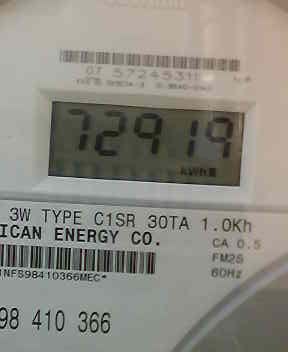 07 57245311
72919
kWh
3W TYPE C1SR 30TA 1.0Kh
ICAN ENERGY CO.
CA 0.5
FM2S
60Hz
1NFS98410366MEC*
98 410 366